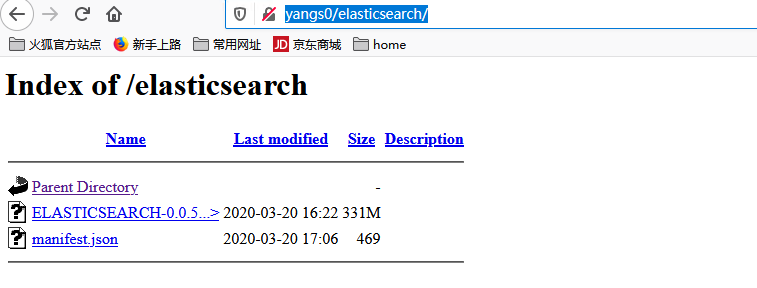 yangs0/elasticsearch/
火狐官方站点 新手上路 常用网址 JD 京东商城 home
Index of /elasticsearch
Name Last modified Size Description
Parent Directory -
ELASTICSEARCH-0.0.5...> 2020-03-20 16:22 331M
manifest.json 2020-03-20 17:06 469